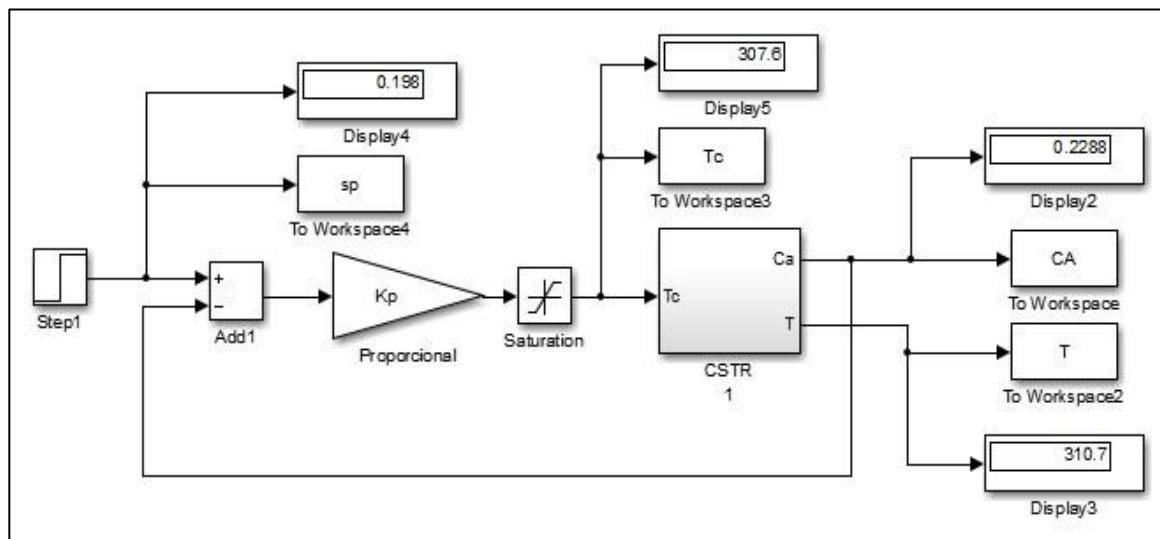 0.198
Display4
307.6
Display5
sp
To Workspace4
Tc
To Workspace3
0.2288
Display2
Step1
+
−
Add1
Kp
Proporcional
Saturation
Tc
Ca
T
CSTR
1
CA
To Workspace
T
To Workspace2
310.7
Display3